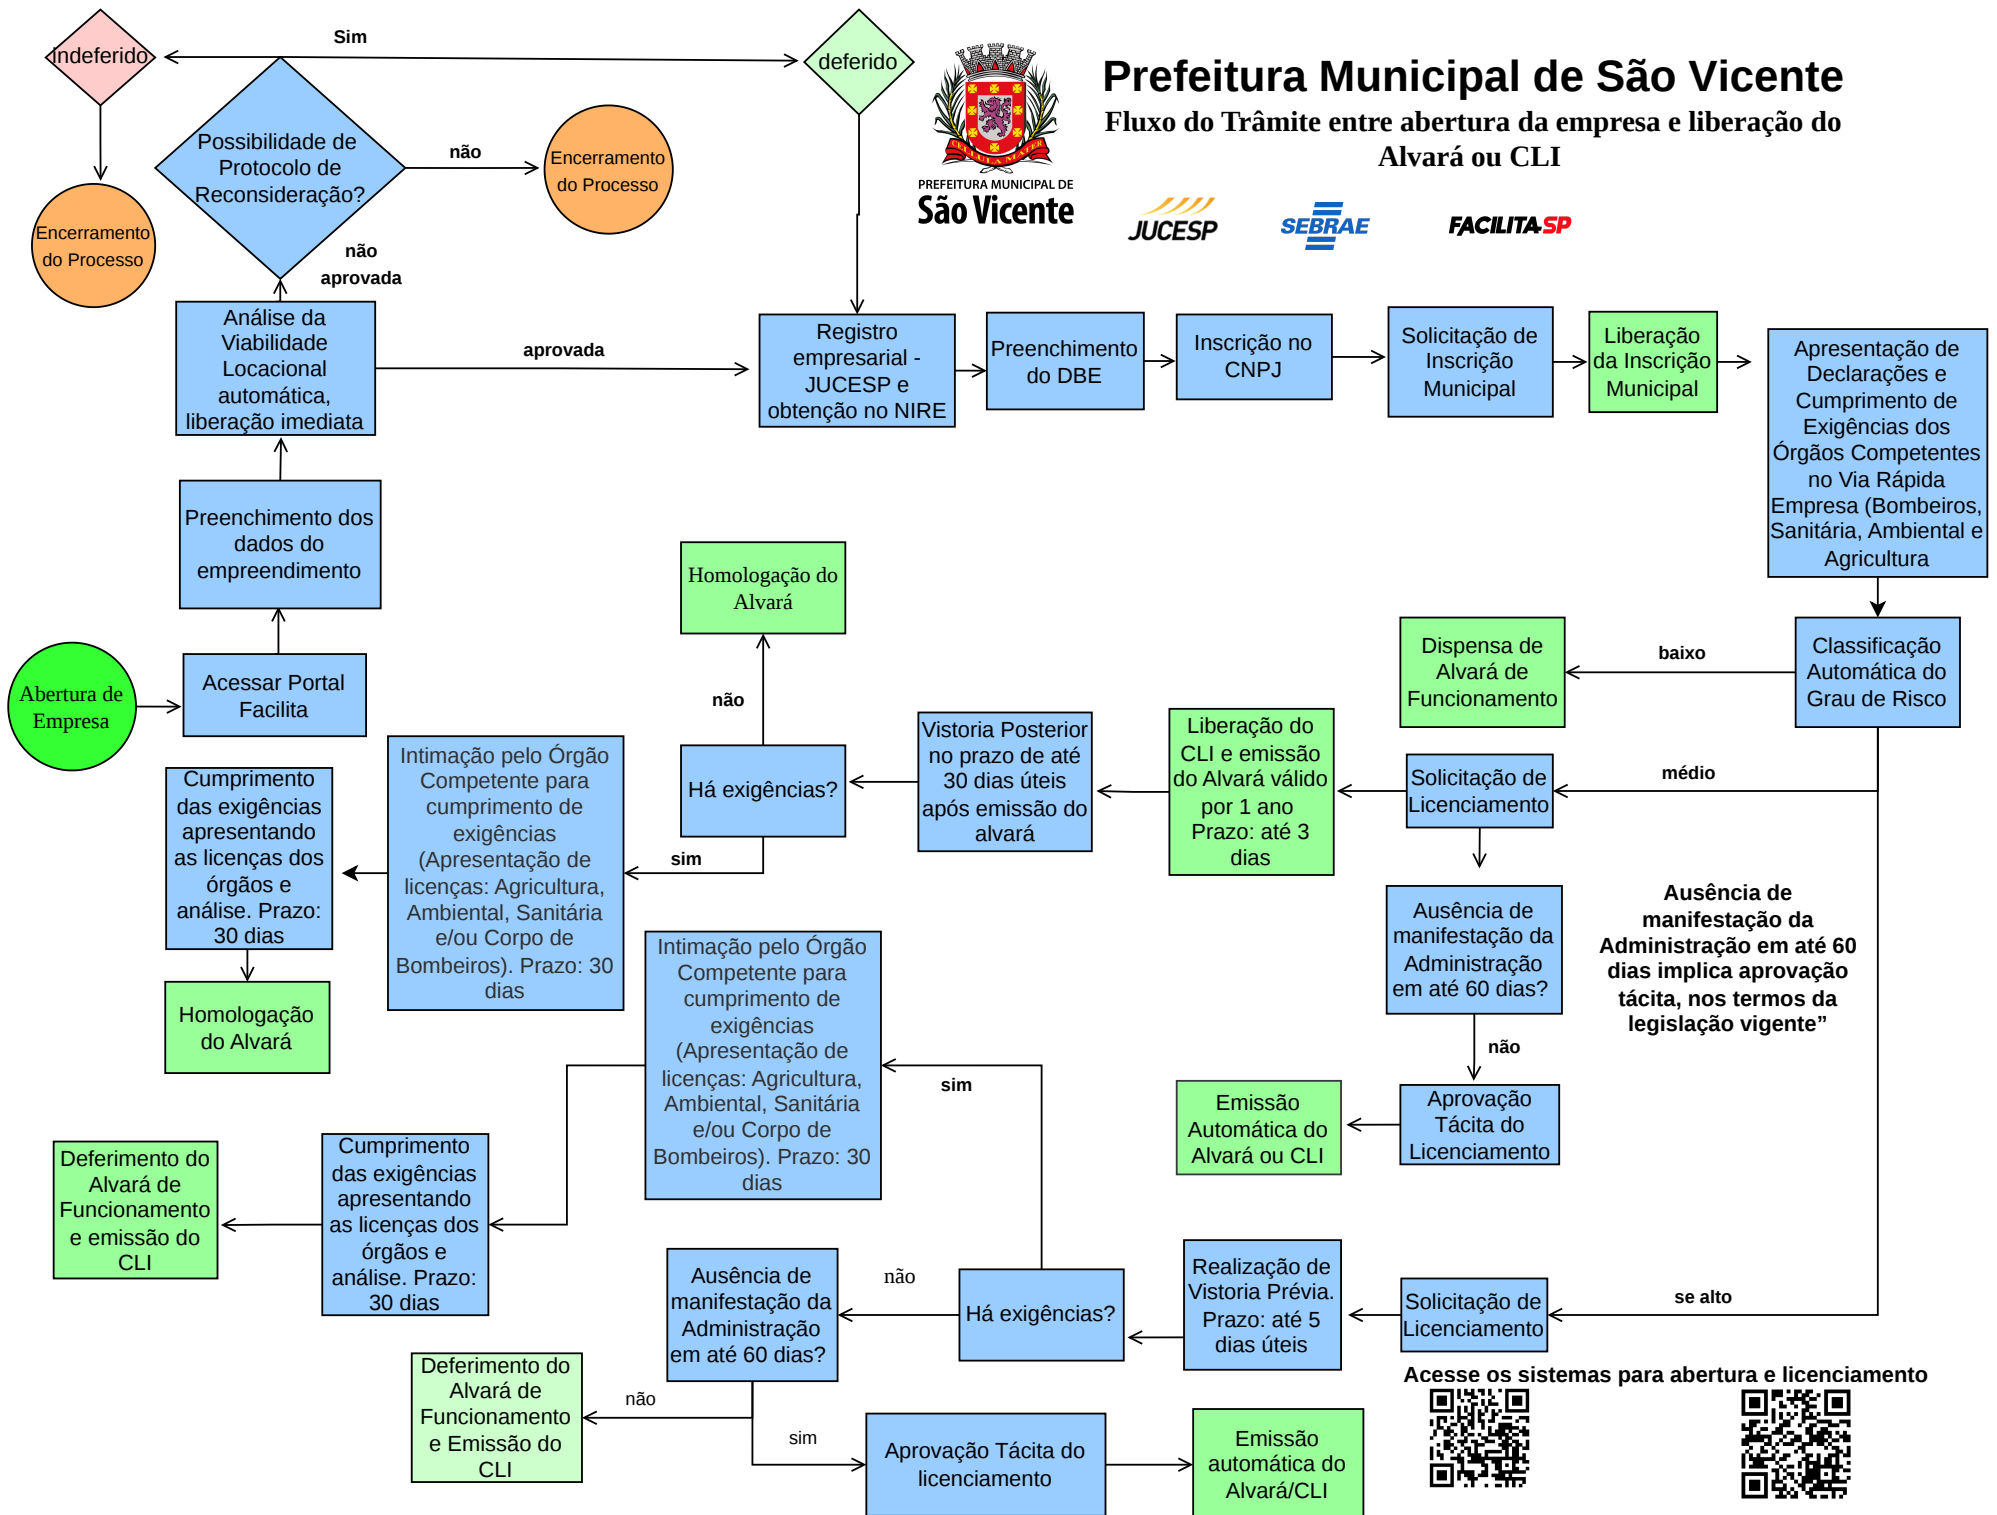 Prefeitura Municipal de São Vicente
Fluxo do Trâmite entre abertura da empresa e liberação do
Alvará ou CLI
CELLULA MATER
PREFEITURA MUNICIPAL DE
São Vicente
JUCESP
SEBRAE
FACILITA-SP
indeferido
Sim
deferido
Possibilidade de
Protocolo de
Reconsideração?
não
Encerramento
do Processo
Encerramento
do Processo
não
aprovada
Análise da
Viabilidade
Locacional
automática,
liberação imediata
aprovada
Registro
empresarial -
JUCESP e
obtenção no NIRE
Preenchimento
do DBE
Inscrição no
CNPJ
Solicitação de
Inscrição
Municipal
Liberação
da Inscrição
Municipal
Apresentação de
Declarações e
Cumprimento de
Exigências dos
Órgãos Competentes
no Via Rápida
Empresa (Bombeiros,
Sanitária, Ambiental e
Agricultura
Preenchimento dos
dados do
empreendimento
Abertura de
Empresa
Acessar Portal
Facilita
Homologação do
Alvará
não
Dispensa de
Alvará de
Funcionamento
baixo
Classificação
Automática do
Grau de Risco
Cumprimento
das exigências
apresentando
as licenças dos
órgãos e
análise. Prazo:
30 dias
Intimação pelo Órgão
Competente para
cumprimento de
exigências
(Apresentação de
licenças: Agricultura,
Ambiental, Sanitária
e/ou Corpo de
Bombeiros). Prazo: 30
dias
Há exigências?
sim
Vistoria Posterior
no prazo de até
30 dias úteis
após emissão do
alvará
Liberação do
CLI e emissão
do Alvará válido
por 1 ano
Prazo: até 3
dias
Solicitação de
Licenciamento
médio
Homologação
do Alvará
Ausência de
manifestação da
Administração
em até 60 dias?
Ausência de
manifestação da
Administração em até 60
dias implica aprovação
tácita, nos termos da
legislação vigente”
não
Aprovação
Tácita do
Licenciamento
Emissão
Automática do
Alvará ou CLI
Intimação pelo Órgão
Competente para
cumprimento de
exigências
(Apresentação de
licenças: Agricultura,
Ambiental, Sanitária
e/ou Corpo de
Bombeiros). Prazo: 30
dias
sim
Deferimento do
Alvará de
Funcionamento
e emissão do
CLI
Cumprimento
das exigências
apresentando
as licenças dos
órgãos e
análise. Prazo:
30 dias
Ausência de
manifestação da
Administração
em até 60 dias?
não
Há exigências?
Realização de
Vistoria Prévia.
Prazo: até 5
dias úteis
Solicitação de
Licenciamento
se alto
Deferimento do
Alvará de
Funcionamento
e Emissão do
CLI
não
sim
Aprovação Tácita do
licenciamento
Emissão
automática do
Alvará/CLI
Acesse os sistemas para abertura e licenciamento